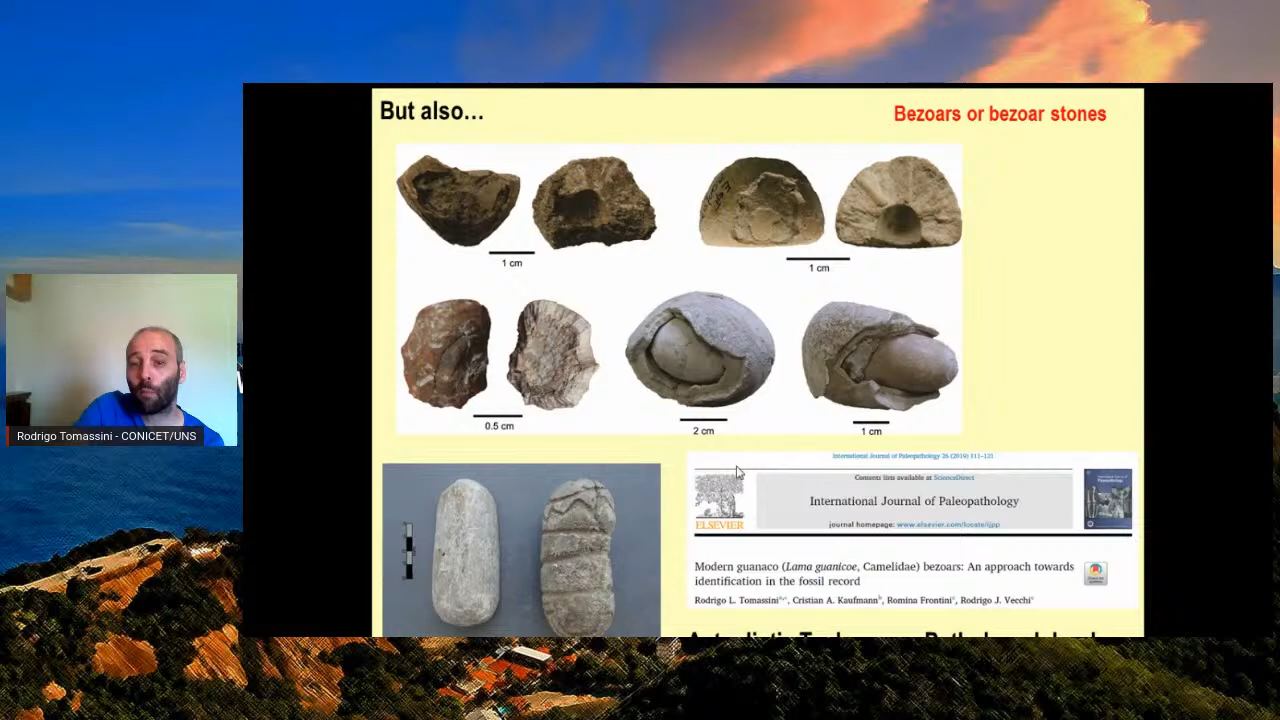 But also...
Bezoars or bezoar stones
1 cm
1 cm
0.5 cm
2 cm
1 cm
Rodrigo Tomassini - CONICET/UNS
International Journal of Paleopathology 26 (2019) 111–121
Contents lists available at ScienceDirect
International Journal of Paleopathology
ELSEVIER
journal homepage: www.elsevier.com/locate/ijpp
Modern guanaco (Lama guanicoe, Camelidae) bezoars: An approach towards
identification in the fossil record
Rodrigo L. Tomassini, Cristian A. Kaufmann, Romina Frontini, Rodrigo J. Vecchi